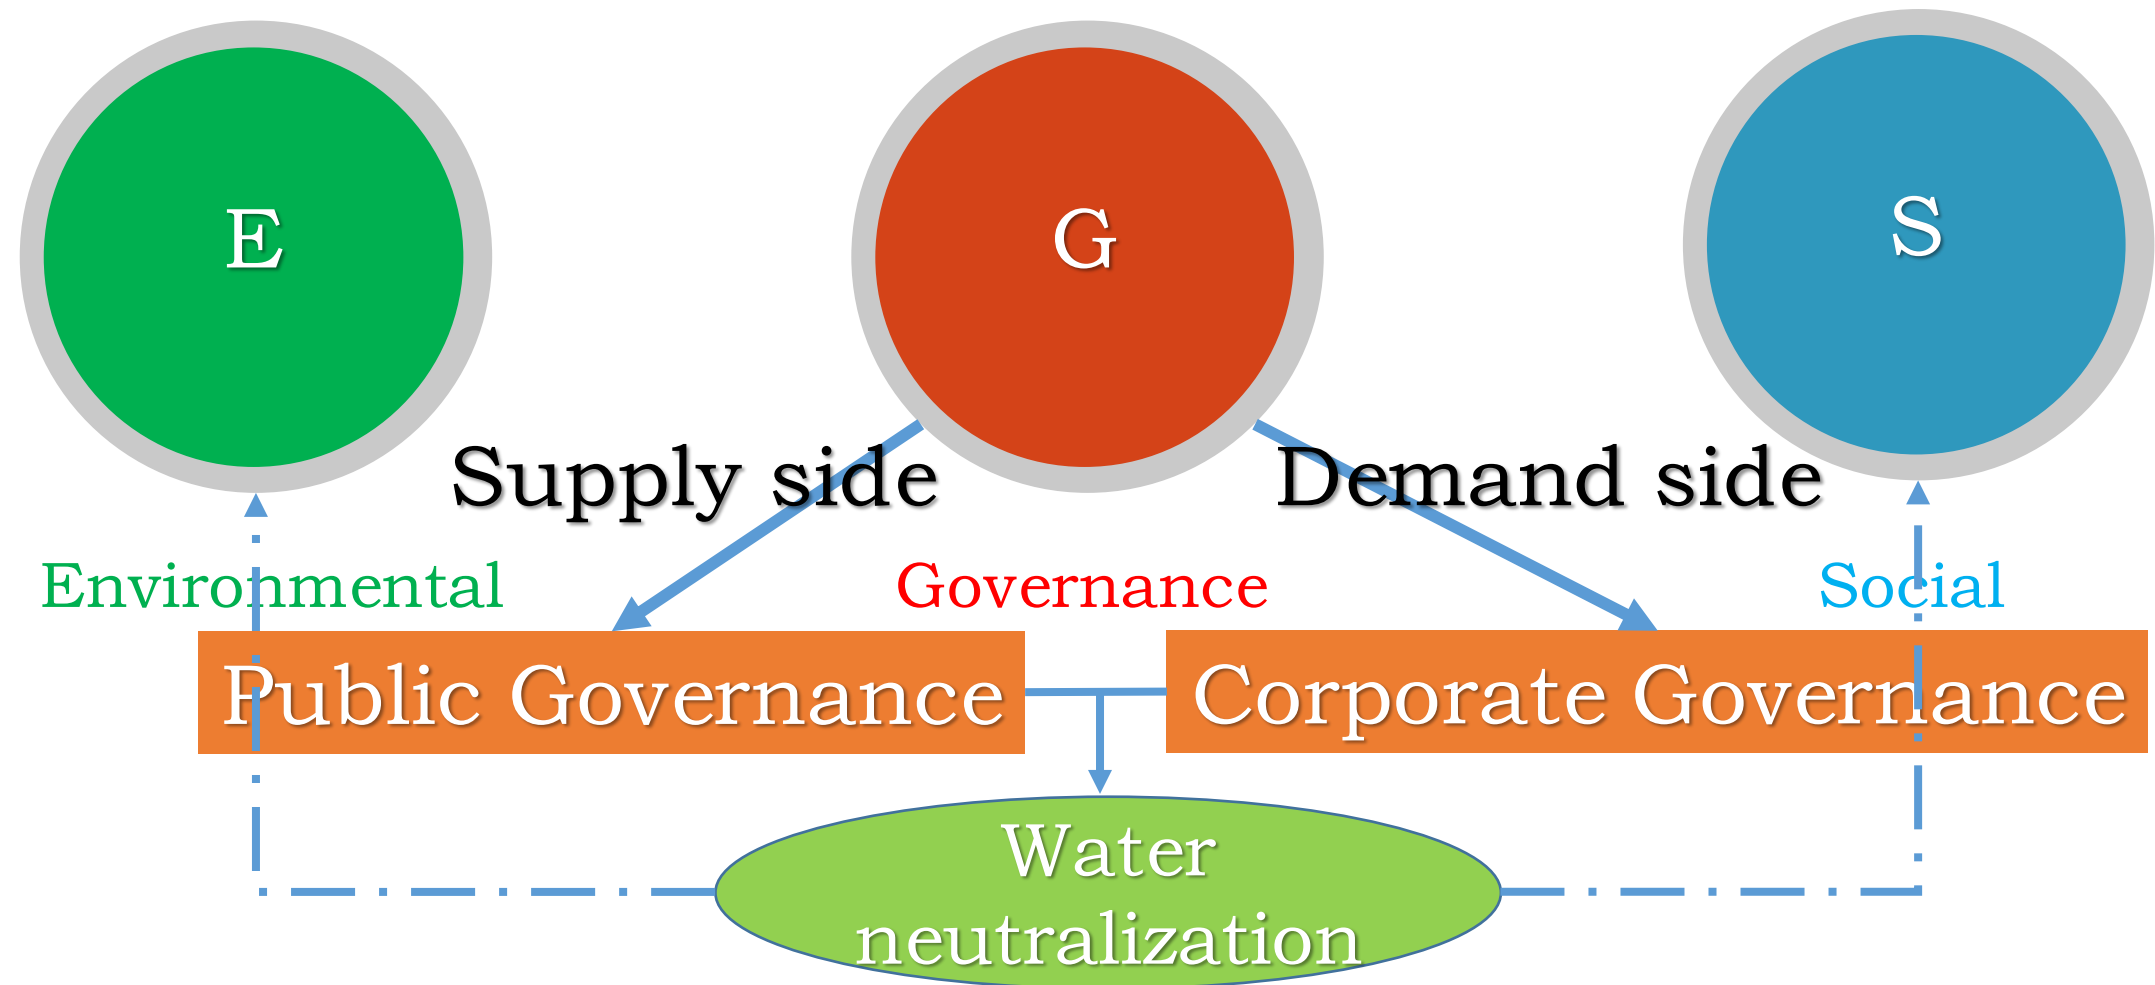 E
G
S
Supply side
Demand side
Environmental
Governance
Social
Public Governance
Corporate Governance
Water
neutralization